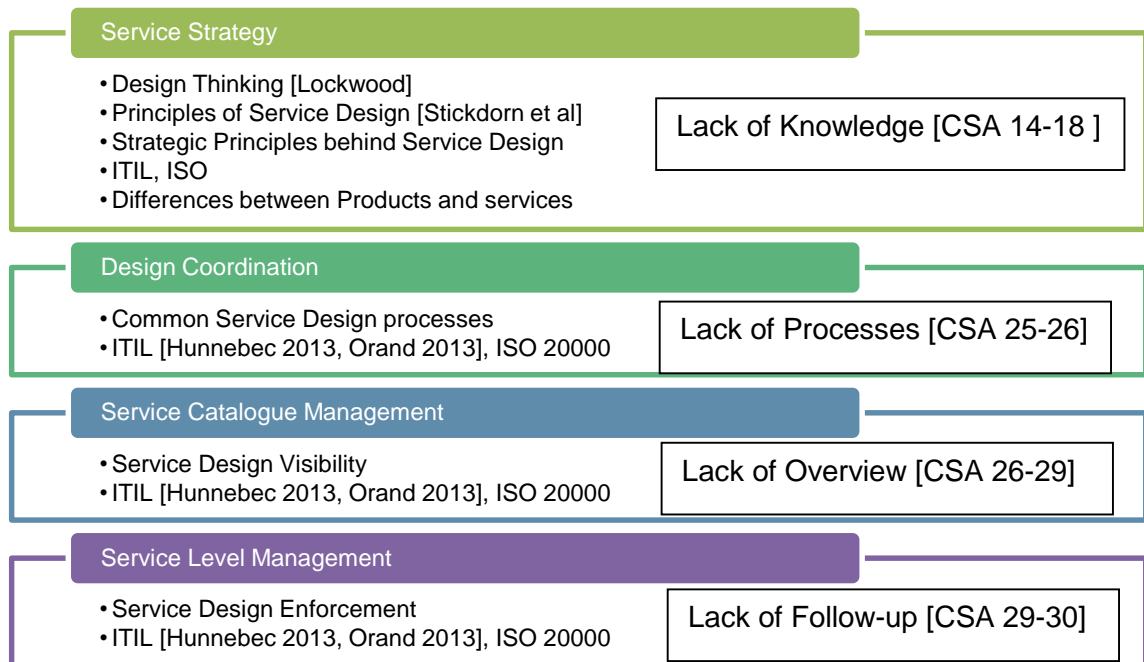 Service Strategy
• Design Thinking [Lockwood]
• Principles of Service Design [Stickdorn et al]
• Strategic Principles behind Service Design
• ITIL, ISO
• Differences between Products and services
Lack of Knowledge [CSA 14-18 ]
Design Coordination
• Common Service Design processes
• ITIL [Hunnebec 2013, Orand 2013], ISO 20000
Lack of Processes [CSA 25-26]
Service Catalogue Management
• Service Design Visibility
• ITIL [Hunnebec 2013, Orand 2013], ISO 20000
Lack of Overview [CSA 26-29]
Service Level Management
• Service Design Enforcement
• ITIL [Hunnebec 2013, Orand 2013], ISO 20000
Lack of Follow-up [CSA 29-30]